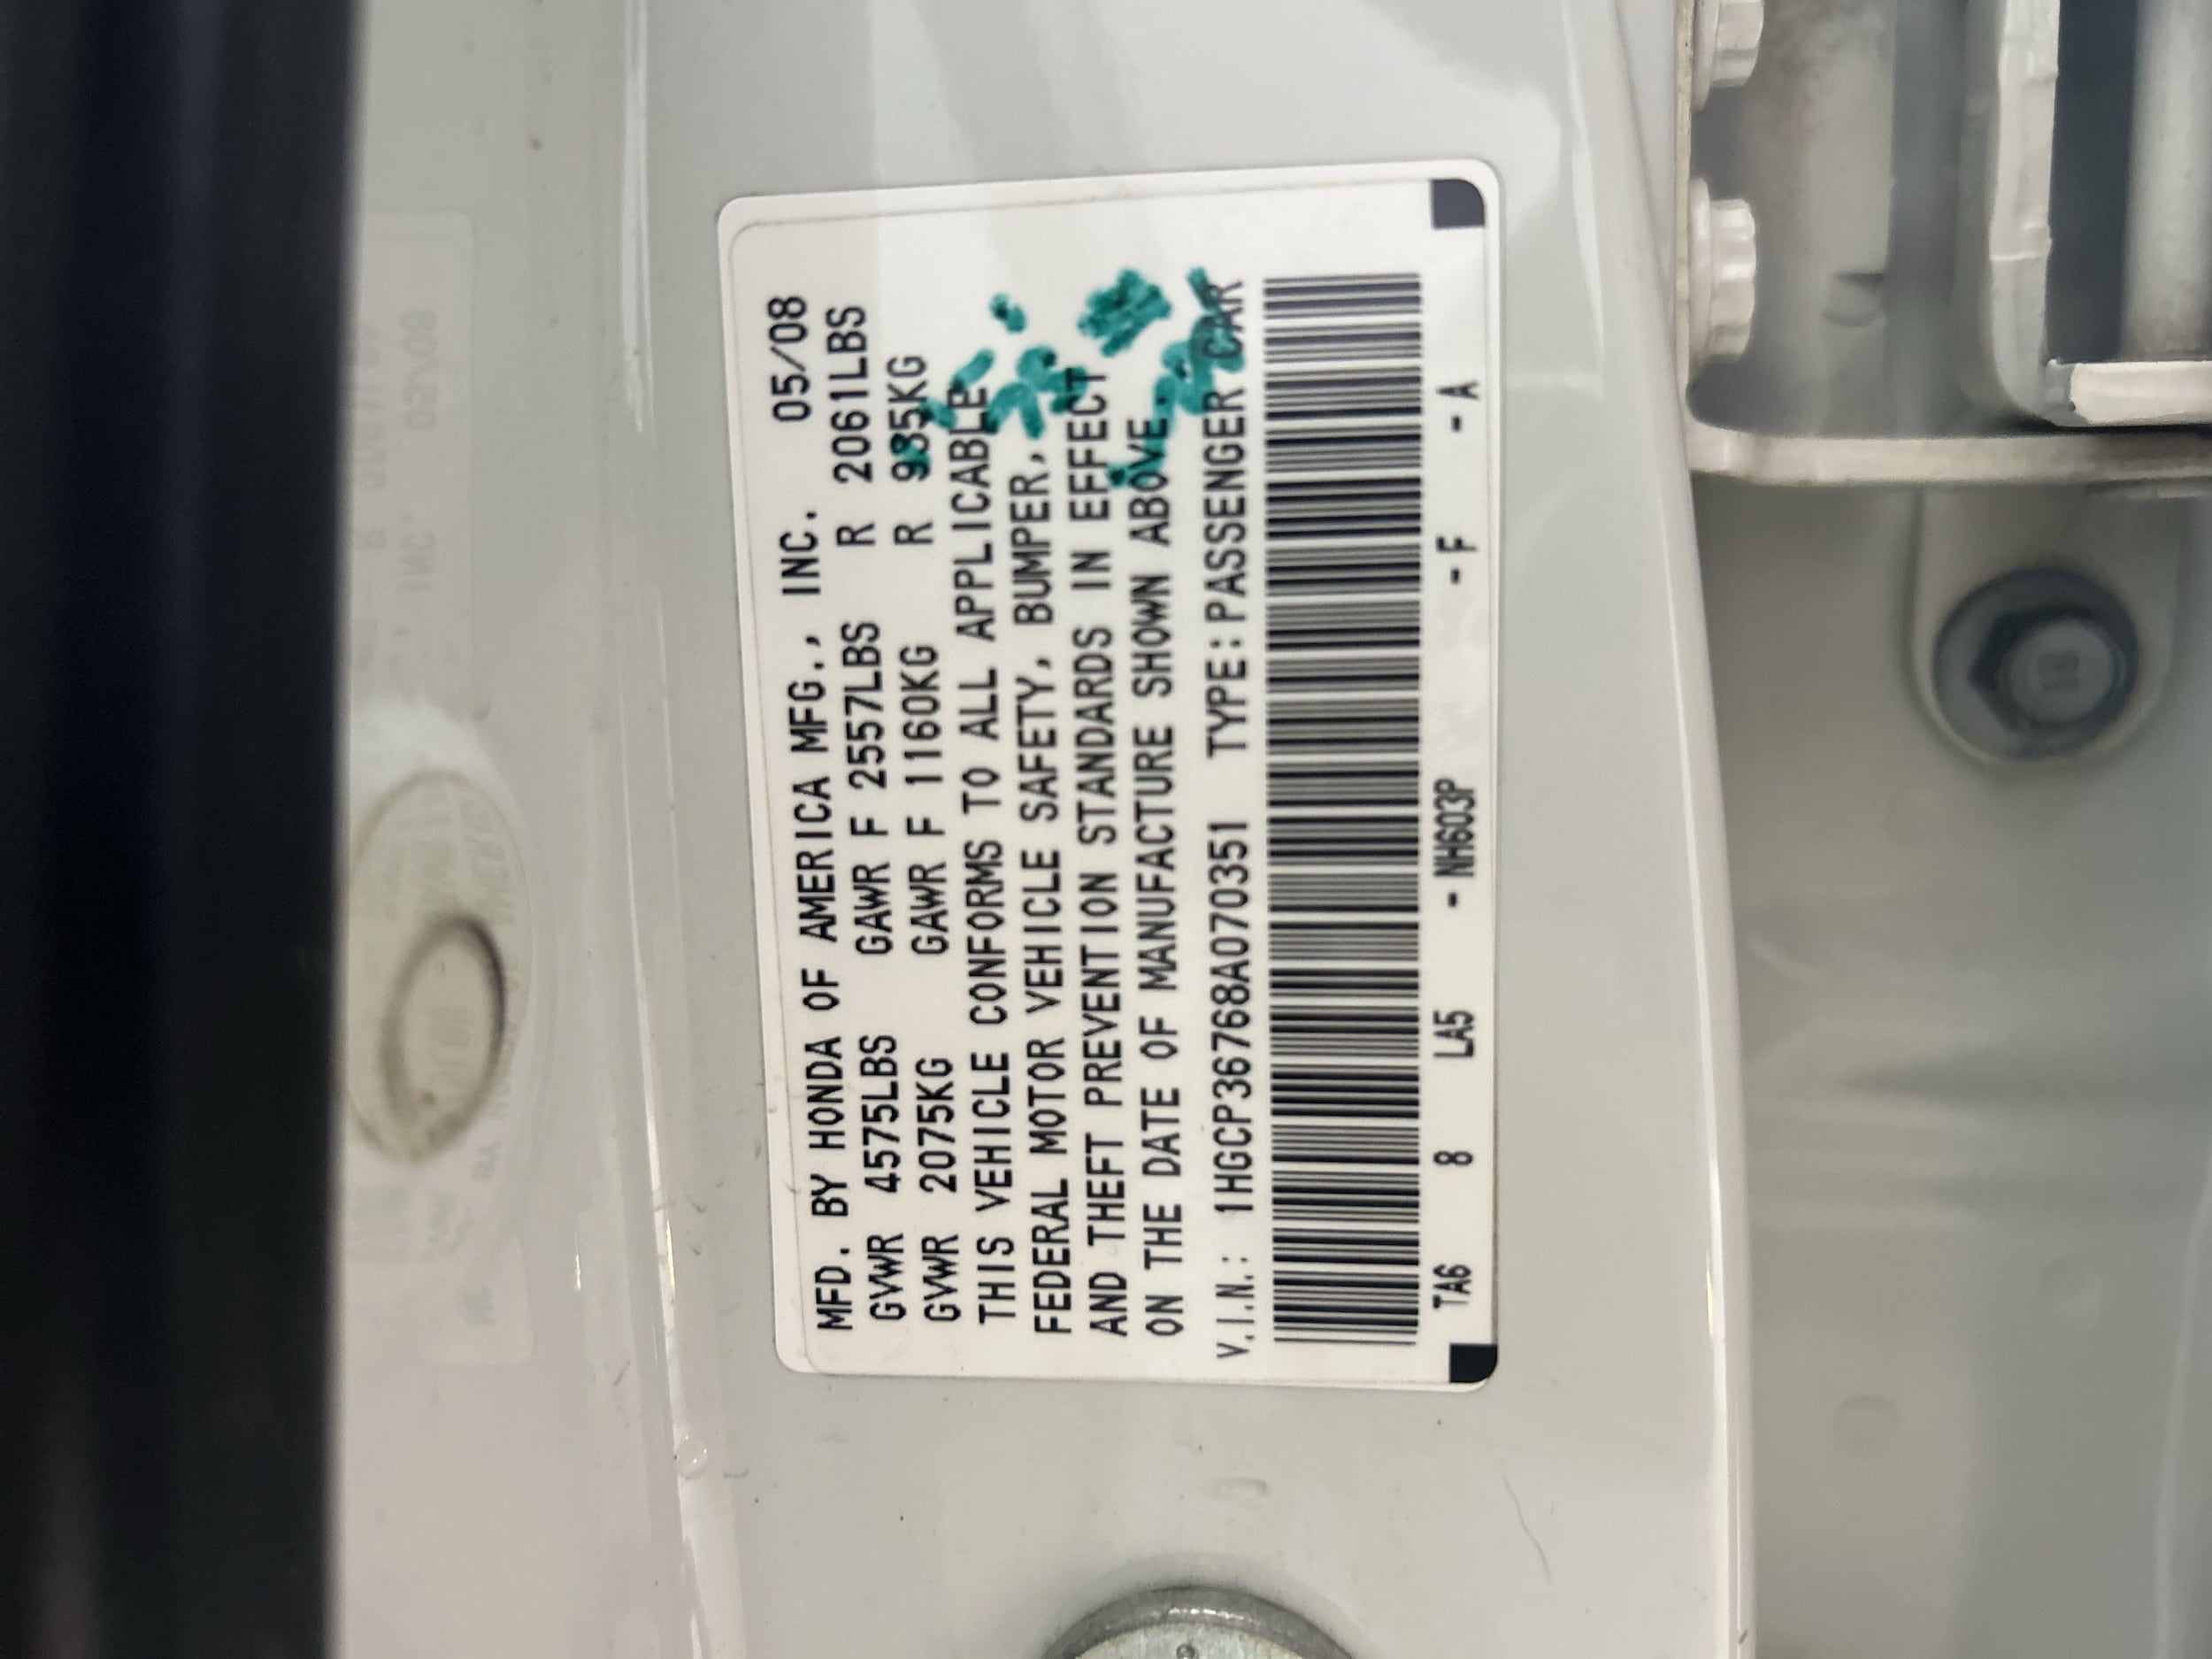 MFD. BY HONDA OF AMERICA MFG., INC. 05/08
GVWR 4575LBS GAWR F 2557LBS R 2061LBS
GVWR 2075KG GAWR F 1160KG R 935KG
THIS VEHICLE CONFORMS TO ALL APPLICABLE
FEDERAL MOTOR VEHICLE SAFETY, BUMPER,
AND THEFT PREVENTION STANDARDS IN EFFECT
ON THE DATE OF MANUFACTURE SHOWN ABOVE.
V.I.N.: 1HGCP36768A070351 TYPE:PASSENGER CAR
TA6 8 LA5 - NH603P - F - A